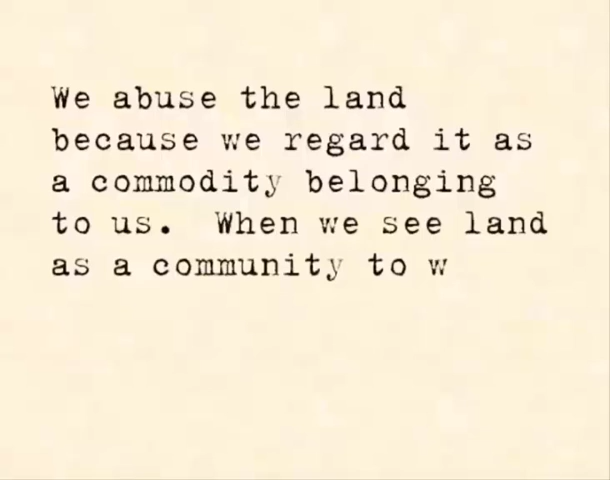 We abuse the land
because we regard it as
a commodity belonging
to us.  When we see land
as a community to w